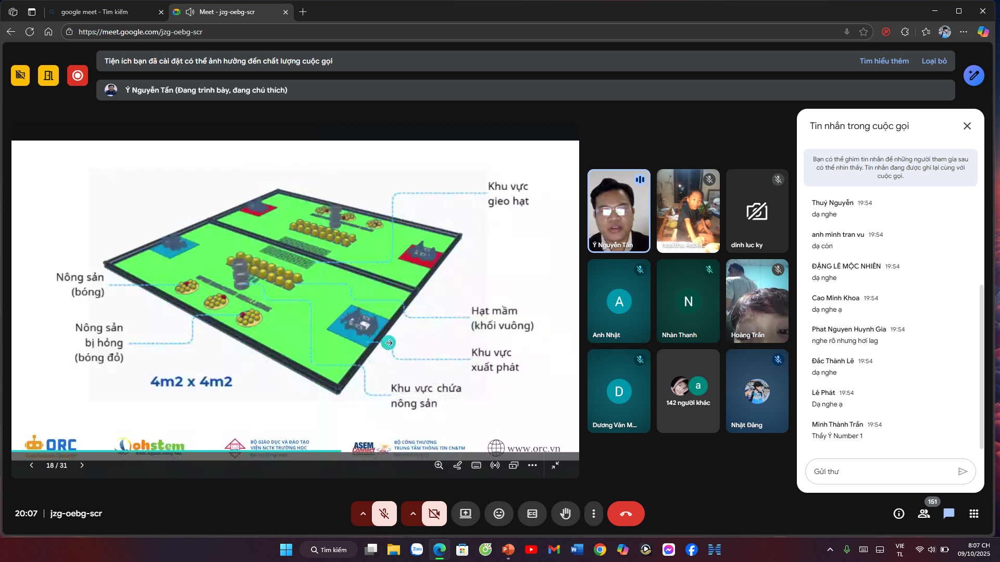 google meet - Tìm kiếm
Meet - jzg-oebg-scr
https://meet.google.com/jzg-oebg-scr
Tiện ích bạn đã cài đặt có thể ảnh hưởng đến chất lượng cuộc gọi
Tìm hiểu thêm
Loại bỏ
Ý Nguyễn Tấn (Đang trình bày, đang chú thích)
Khu vực
gieo hạt
Nông sản
(bóng)
Hạt mầm
(khối vuông)
Nông sản
bị hỏng
(bóng đỏ)
Khu vực
xuất phát
4m2 x 4m2
Khu vực chứa
nông sản
ORC
ohstem
BỘ GIÁO DỤC VÀ ĐÀO TẠO
VIỆN NCTK TRƯỜNG HỌC
ASEM
Connect
BỘ CÔNG THƯƠNG
TRUNG TÂM THÔNG TIN CN&TM
www.orc.vn
18 / 31
Ý Nguyễn Tấn
dinh luc ky
A
Anh Nhật
N
Nhàn Thanh
Hoàng Trần
D
Dương Văn M...
a
142 người khác
Nhật Đăng
Tin nhắn trong cuộc gọi
Bạn có thể ghim tin nhắn để những người tham gia sau
có thể nhìn thấy. Tin nhắn đang được ghi lại cùng với
cuộc gọi.
Thuý Nguyễn 19:54
dạ nghe
anh minh tran vu 19:54
dạ còn
ĐẶNG LÊ MỘC NHIÊN 19:54
dạ nghe
Cao Minh Khoa 19:54
dạ nghe ạ
Phat Nguyen Huynh Gia 19:54
nghe rõ nhưng hơi lag
Đắc Thành Lê 19:54
dạ nghe
Lê Phát 19:54
Dạ nghe ạ
Minh Thành Trần 19:54
Thầy Ý Number 1
Gửi thư
20:07 | jzg-oebg-scr
151
Tìm kiếm
Zalo
VIE
TL
8:07 CH
09/10/2025